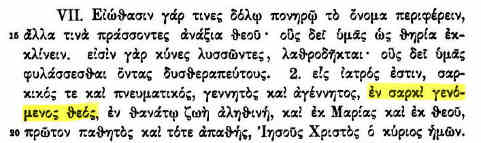 VII. Εἰώθασιν γάρ τινες δόλῳ πονηρῷ τὸ ὄνομα περιφέρειν,
15 ἄλλα τινὰ πράσσοντες ἀνάξια θεοῦ· οὓς δεῖ ὑμᾶς ὡς θηρία ἐκ-
κλίνειν. εἰσὶν γὰρ κύνες λυσσῶντες, λαθροδῆκται· οὓς δεῖ ὑμᾶς
φυλάσσεσθαι ὄντας δυσθεραπεύτους. 2. εἷς ἰατρός ἐστιν, σαρ-
κικός τε καὶ πνευματικός, γεννητὸς καὶ ἀγέννητος, ἐν σαρκὶ γενό-
μενος θεός, ἐν θανάτῳ ζωὴ ἀληθινή, καὶ ἐκ Μαρίας καὶ ἐκ θεοῦ,
20 πρῶτον παθητὸς καὶ τότε ἀπαθής, Ἰησοῦς Χριστὸς ὁ κύριος ἡμῶν.